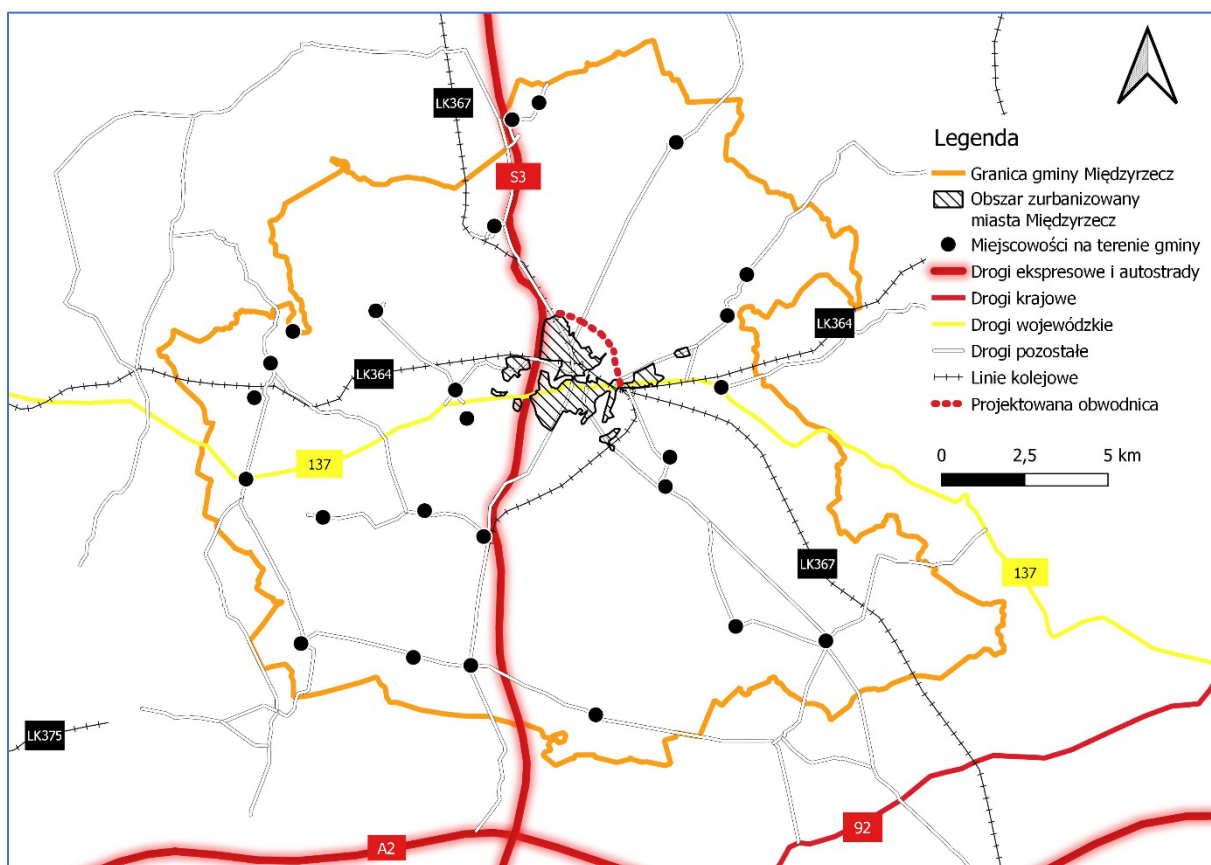 LK367
S3
Legenda
Granica gminy Międzyrzecz
Obszar zurbanizowany
miasta Międzyrzecz
Miejscowości na terenie gminy
Drogi ekspresowe i autostrady
Drogi krajowe
Drogi wojewódzkie
Drogi pozostałe
Linie kolejowe
Projektowana obwodnica
0 2,5 5 km
LK364
LK364
137
LK367
137
LK375
A2
92